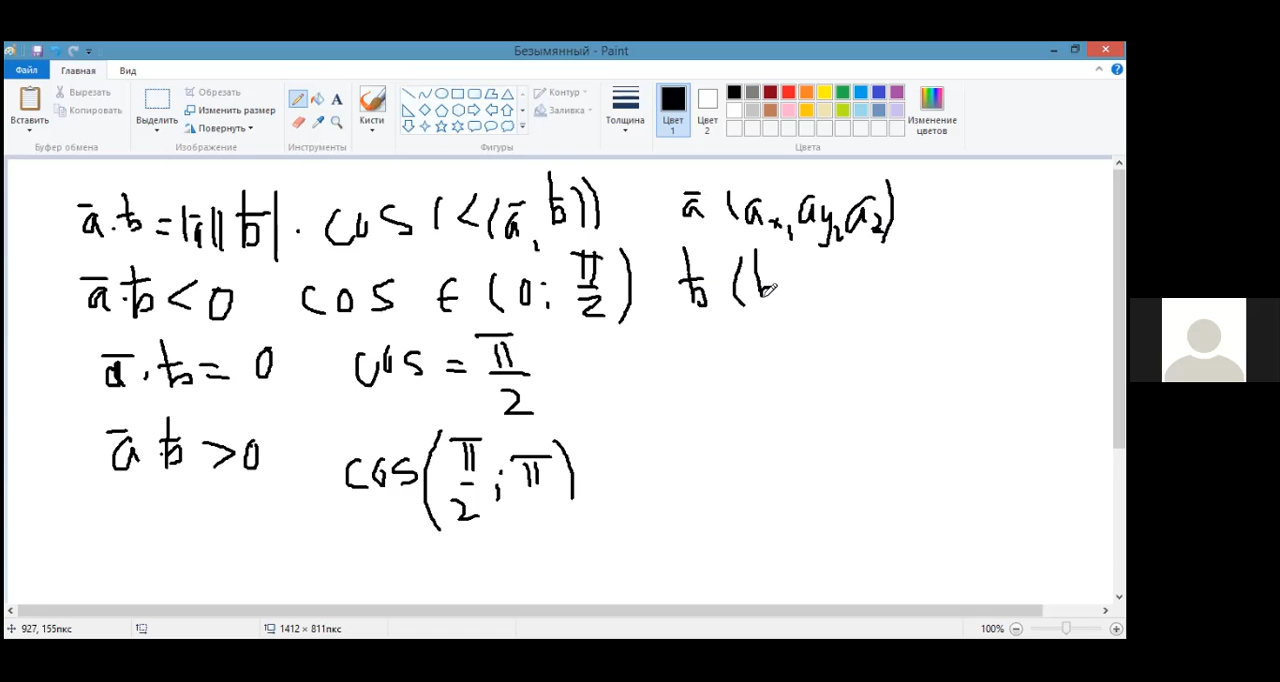 Безымянный - Paint
Файл Главная Вид
Вставить
Вырезать
Копировать
Буфер обмена
Выделить
Обрезать
Изменить размер
Повернуть
Изображение
A
Инструменты
Кисти
Контур
Заливка
Фигуры
Толщина
Цвет 1
Цвет 2
Изменение цветов
Цвета
a̅·b̅=|a̅||b̅|·cos(<(a̅,b̅)) a̅(ax,ay,az)
a̅·b̅<0 cos ∈(0;π/2) b̅(b
a̅·b̅=0 cos=π/2
a̅·b̅>0 cos(π/2;π)
927, 155пкс 1412 × 811пкс 100%